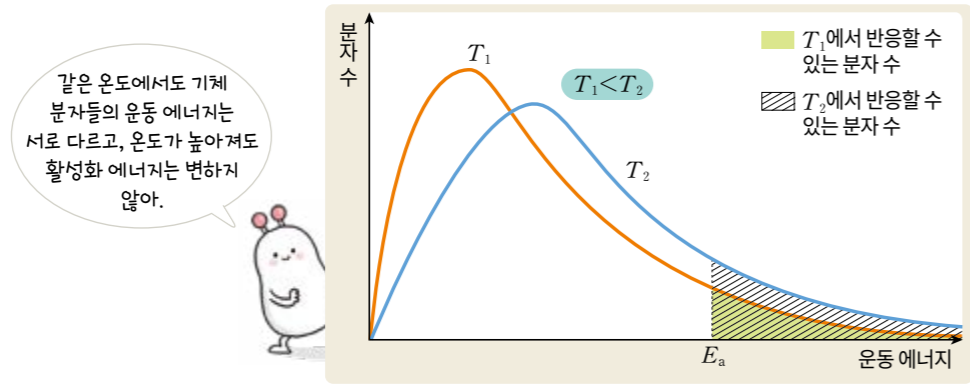 같은 온도에서도 기체
분자들의 운동 에너지는
서로 다르고, 온도가 높아져도
활성화 에너지는 변하지
않아.
분자 수
T₁
T₁<T₂
T₂
T₁에서 반응할 수
있는 분자 수
T₂에서 반응할 수
있는 분자 수
Eₐ
운동 에너지